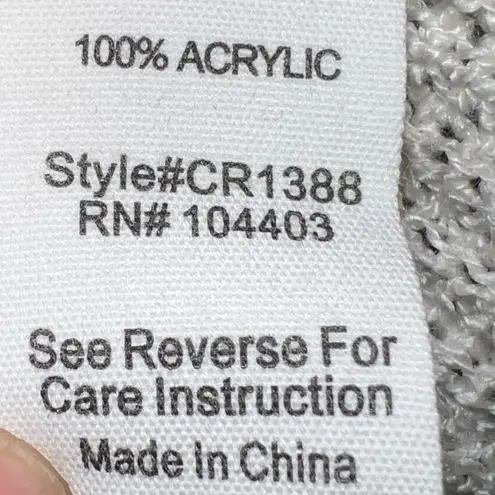 100% ACRYLIC
Style#CR1388
RN# 104403
See Reverse For
Care Instruction
Made In China